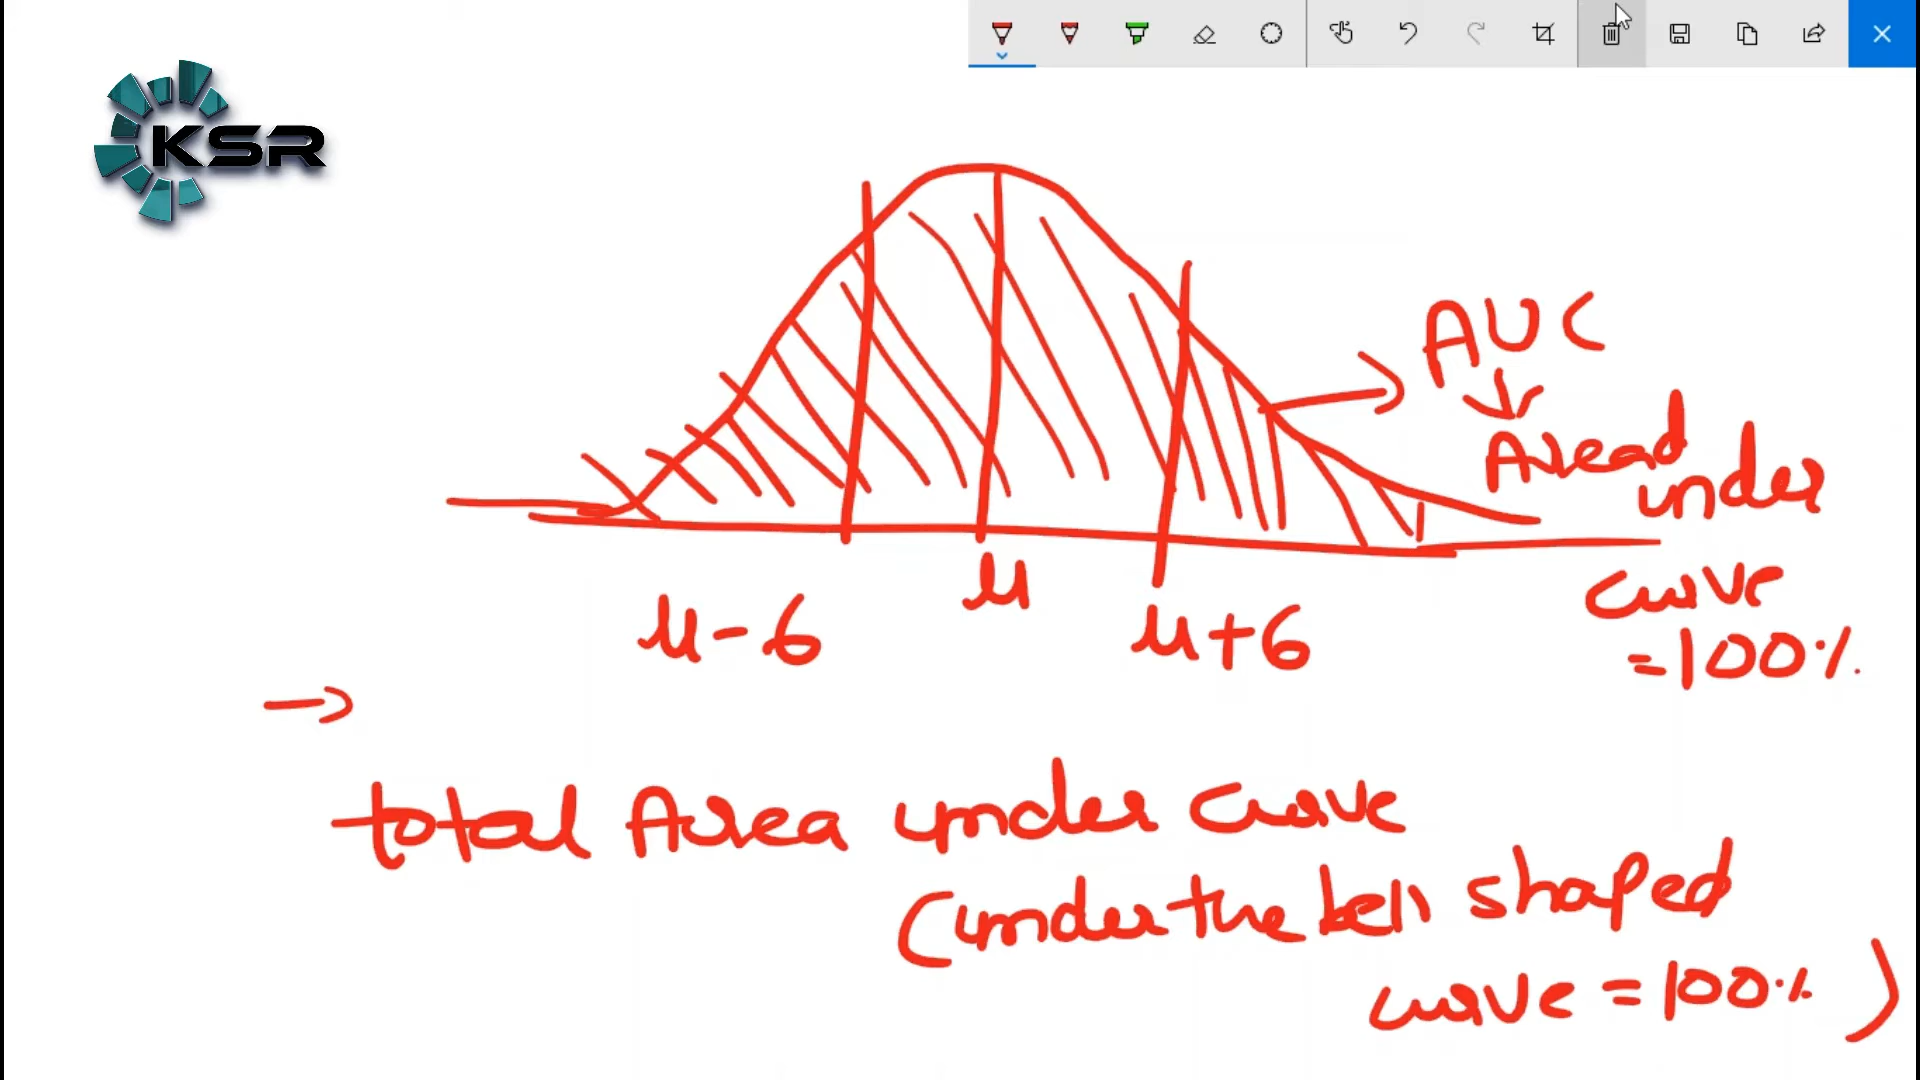 KSR
AUC
Area
under
curve
=100%
μ-σ
μ
μ+σ
→
total Area under curve
(under the bell shaped
curve = 100%)